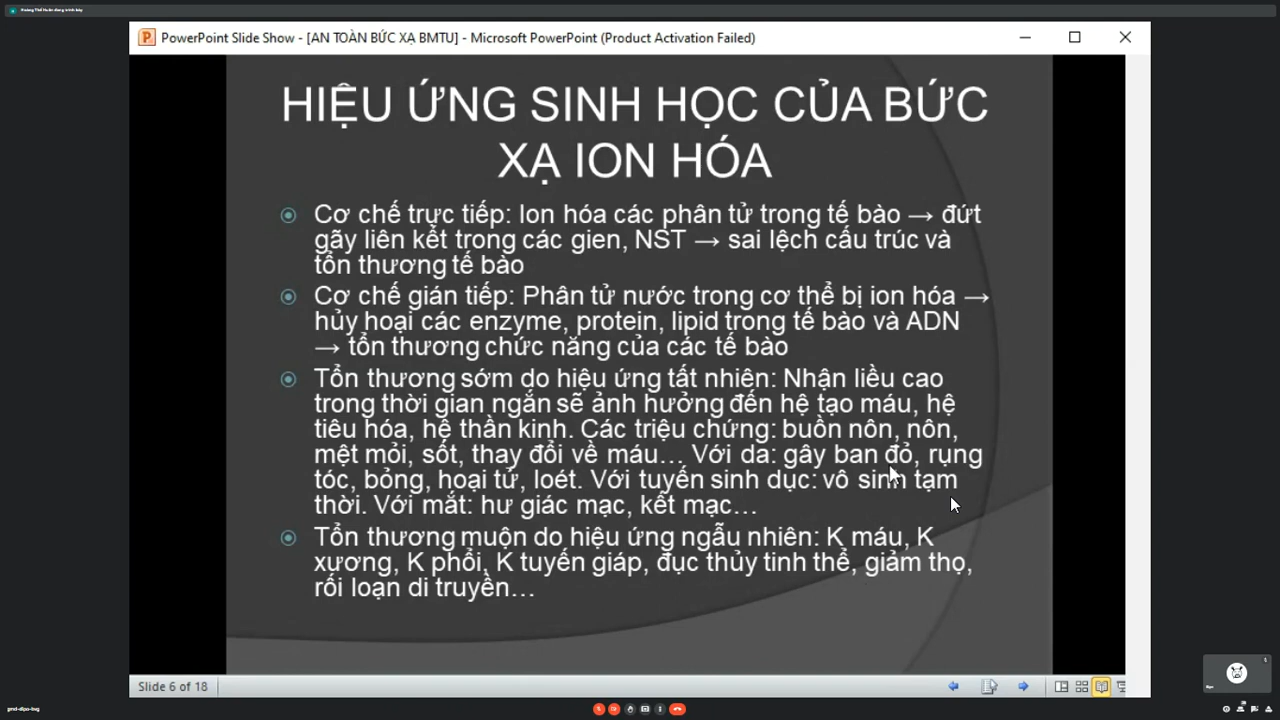 Hoàng Thế Huân đang trình bày
PowerPoint Slide Show - [AN TOÀN BỨC XẠ BMTU] - Microsoft PowerPoint (Product Activation Failed)
HIỆU ỨNG SINH HỌC CỦA BỨC
XẠ ION HÓA
Cơ chế trực tiếp: Ion hóa các phân tử trong tế bào → đứt
gãy liên kết trong các gien, NST → sai lệch cấu trúc và
tổn thương tế bào
Cơ chế gián tiếp: Phân tử nước trong cơ thể bị ion hóa →
hủy hoại các enzyme, protein, lipid trong tế bào và ADN
→ tổn thương chức năng của các tế bào
Tổn thương sớm do hiệu ứng tất nhiên: Nhận liều cao
trong thời gian ngắn sẽ ảnh hưởng đến hệ tạo máu, hệ
tiêu hóa, hệ thần kinh. Các triệu chứng: buồn nôn, nôn,
mệt mỏi, sốt, thay đổi về máu… Với da: gây ban đỏ, rụng
tóc, bỏng, hoại tử, loét. Với tuyến sinh dục: vô sinh tạm
thời. Với mắt: hư giác mạc, kết mạc…
Tổn thương muộn do hiệu ứng ngẫu nhiên: K máu, K
xương, K phổi, K tuyến giáp, đục thủy tinh thể, giảm thọ,
rối loạn di truyền…
Slide 6 of 18